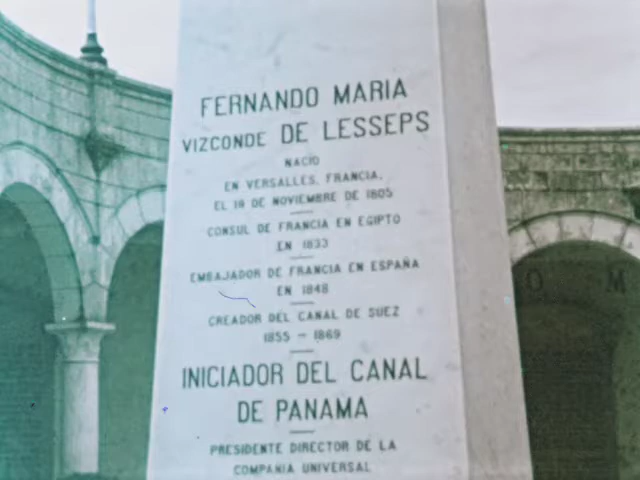 FERNANDO MARIA
VIZCONDE DE LESSEPS
NACIO
EN VERSALLES, FRANCIA,
EL 19 DE NOVIEMBRE DE 1805
CONSUL DE FRANCIA EN EGIPTO
EN 1833
EMBAJADOR DE FRANCIA EN ESPAÑA
EN 1848
CREADOR DEL CANAL DE SUEZ
1855 - 1869
INICIADOR DEL CANAL
DE PANAMA
PRESIDENTE DIRECTOR DE LA
COMPAÑIA UNIVERSAL
O M